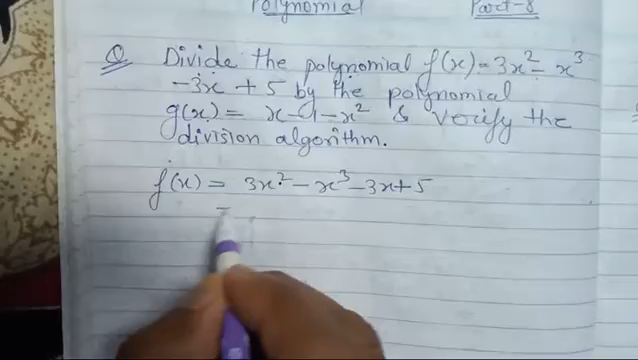 Polynomial Part-8
Q Divide the polynomial f(x) = 3x² - x³
-3x + 5 by the polynomial
g(x) = x-1-x² & verify the
division algorithm.
f(x) = 3x² - x³ - 3x + 5
=